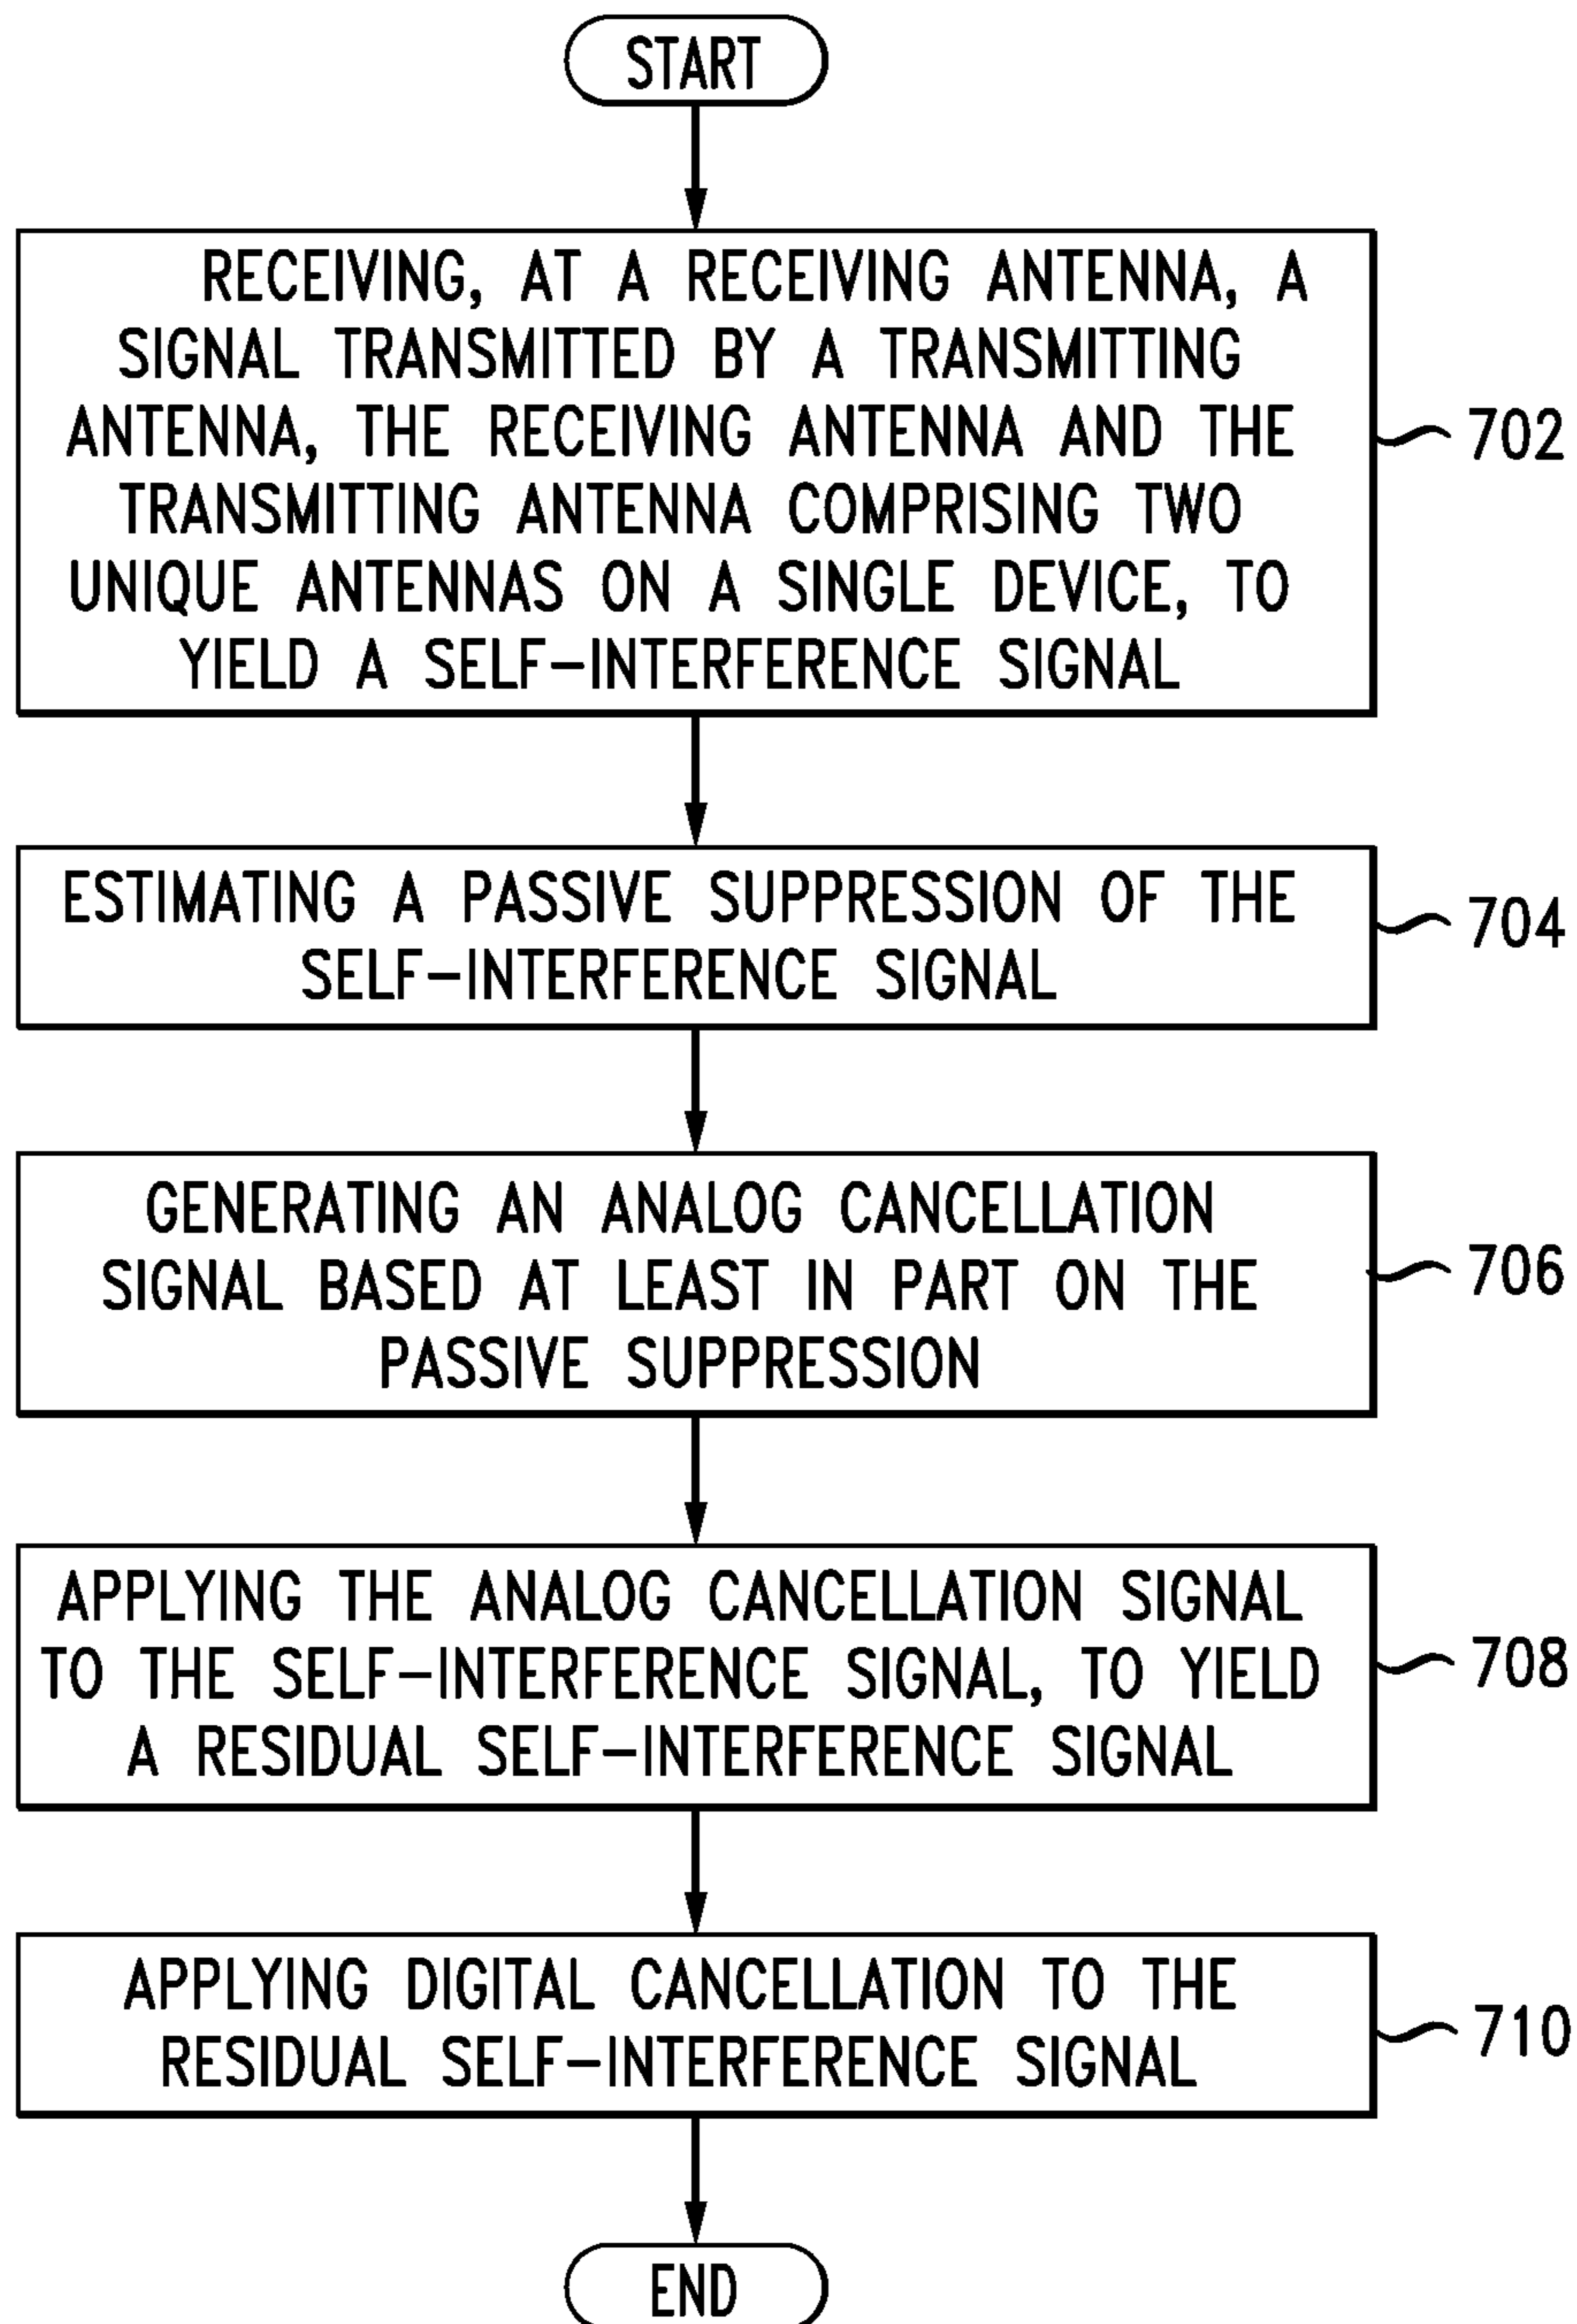 START
RECEIVING, AT A RECEIVING ANTENNA, A
SIGNAL TRANSMITTED BY A TRANSMITTING
ANTENNA, THE RECEIVING ANTENNA AND THE
TRANSMITTING ANTENNA COMPRISING TWO
UNIQUE ANTENNAS ON A SINGLE DEVICE, TO
YIELD A SELF-INTERFERENCE SIGNAL
702
ESTIMATING A PASSIVE SUPPRESSION OF THE
SELF-INTERFERENCE SIGNAL
704
GENERATING AN ANALOG CANCELLATION
SIGNAL BASED AT LEAST IN PART ON THE
PASSIVE SUPPRESSION
706
APPLYING THE ANALOG CANCELLATION SIGNAL
TO THE SELF-INTERFERENCE SIGNAL, TO YIELD
A RESIDUAL SELF-INTERFERENCE SIGNAL
708
APPLYING DIGITAL CANCELLATION TO THE
RESIDUAL SELF-INTERFERENCE SIGNAL
710
END